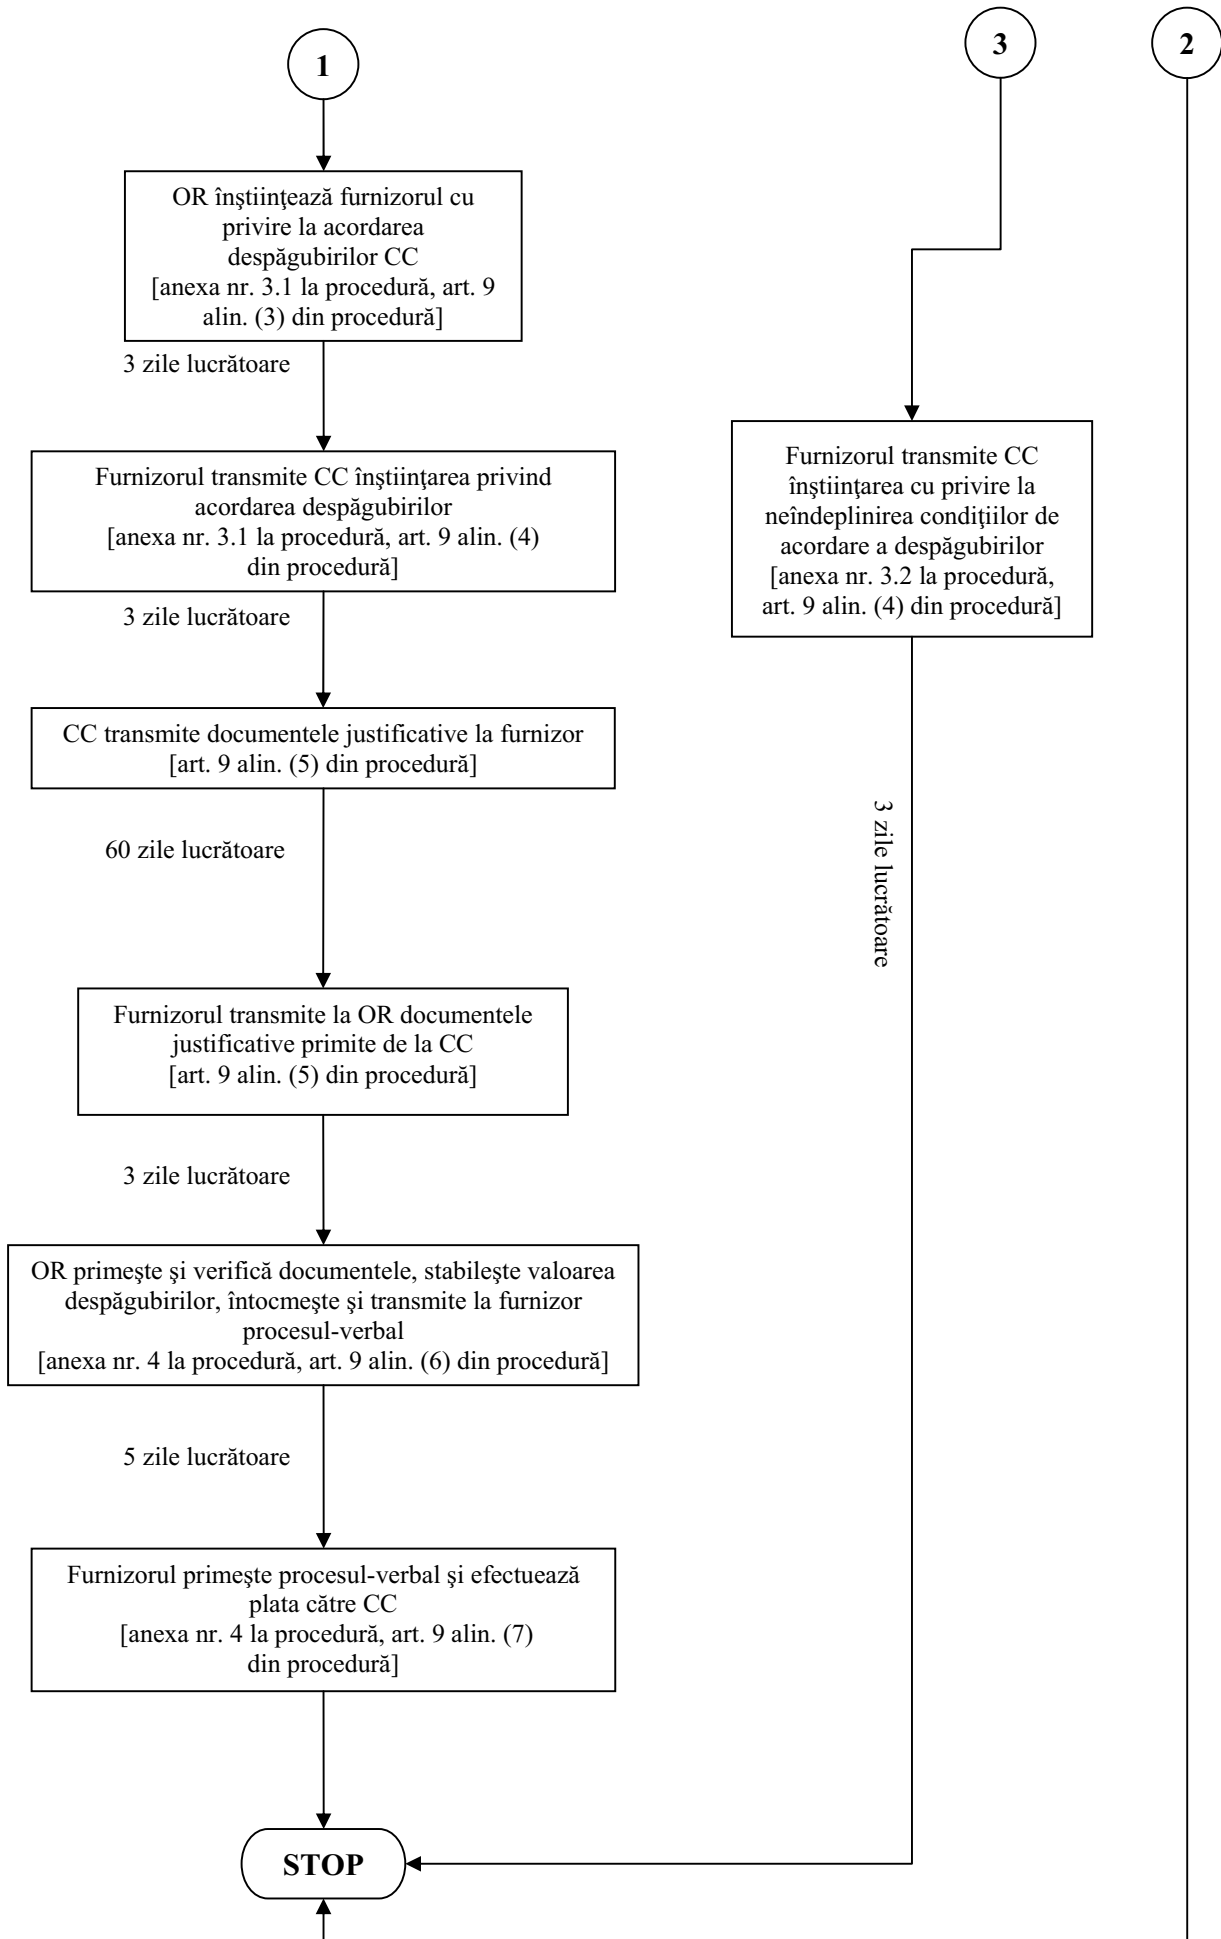 1
OR înştiinţează furnizorul cu
privire la acordarea
despăgubirilor CC
[anexa nr. 3.1 la procedură, art. 9
alin. (3) din procedură]
3 zile lucrătoare
Furnizorul transmite CC înştiinţarea privind
acordarea despăgubirilor
[anexa nr. 3.1 la procedură, art. 9 alin. (4)
din procedură]
3 zile lucrătoare
CC transmite documentele justificative la furnizor
[art. 9 alin. (5) din procedură]
60 zile lucrătoare
Furnizorul transmite la OR documentele
justificative primite de la CC
[art. 9 alin. (5) din procedură]
3 zile lucrătoare
OR primeşte şi verifică documentele, stabileşte valoarea
despăgubirilor, întocmeşte şi transmite la furnizor
procesul-verbal
[anexa nr. 4 la procedură, art. 9 alin. (6) din procedură]
5 zile lucrătoare
Furnizorul primeşte procesul-verbal şi efectuează
plata către CC
[anexa nr. 4 la procedură, art. 9 alin. (7)
din procedură]
STOP
3
Furnizorul transmite CC
înştiinţarea cu privire la
neîndeplinirea condiţiilor de
acordare a despăgubirilor
[anexa nr. 3.2 la procedură,
art. 9 alin. (4) din procedură]
3 zile lucrătoare
2